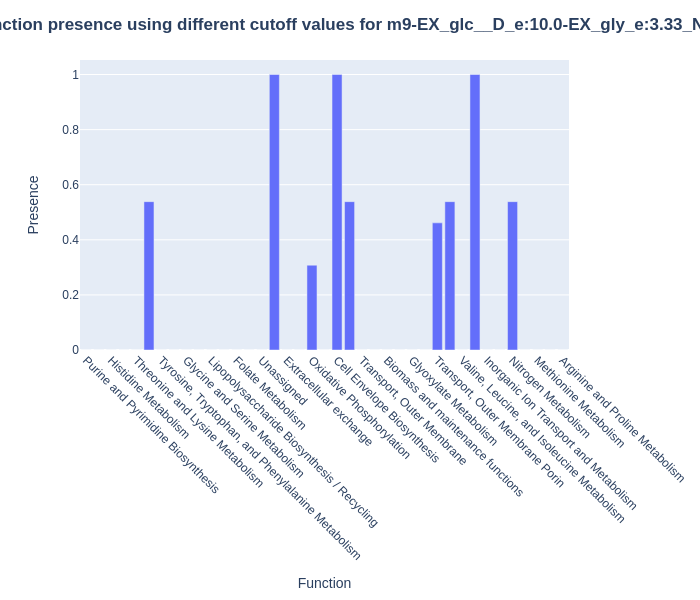 nction presence using different cutoff values for m9-EX_glc__D_e:10.0-EX_gly_e:3.33_N
Presence
1
0.8
0.6
0.4
0.2
0
Purine and Pyrimidine Biosynthesis
Histidine Metabolism
Threonine and Lysine Metabolism
Tyrosine, Tryptophan, and Phenylalanine Metabolism
Glycine and Serine Metabolism
Lipopolysaccharide Biosynthesis / Recycling
Folate Metabolism
Unassigned
Extracellular exchange
Oxidative Phosphorylation
Cell Envelope Biosynthesis
Transport, Outer Membrane
Biomass and maintenance functions
Glyoxylate Metabolism
Transport, Outer Membrane Porin
Valine, Leucine, and Isoleucine Metabolism
Inorganic Ion Transport and Metabolism
Nitrogen Metabolism
Methionine Metabolism
Arginine and Proline Metabolism
Function